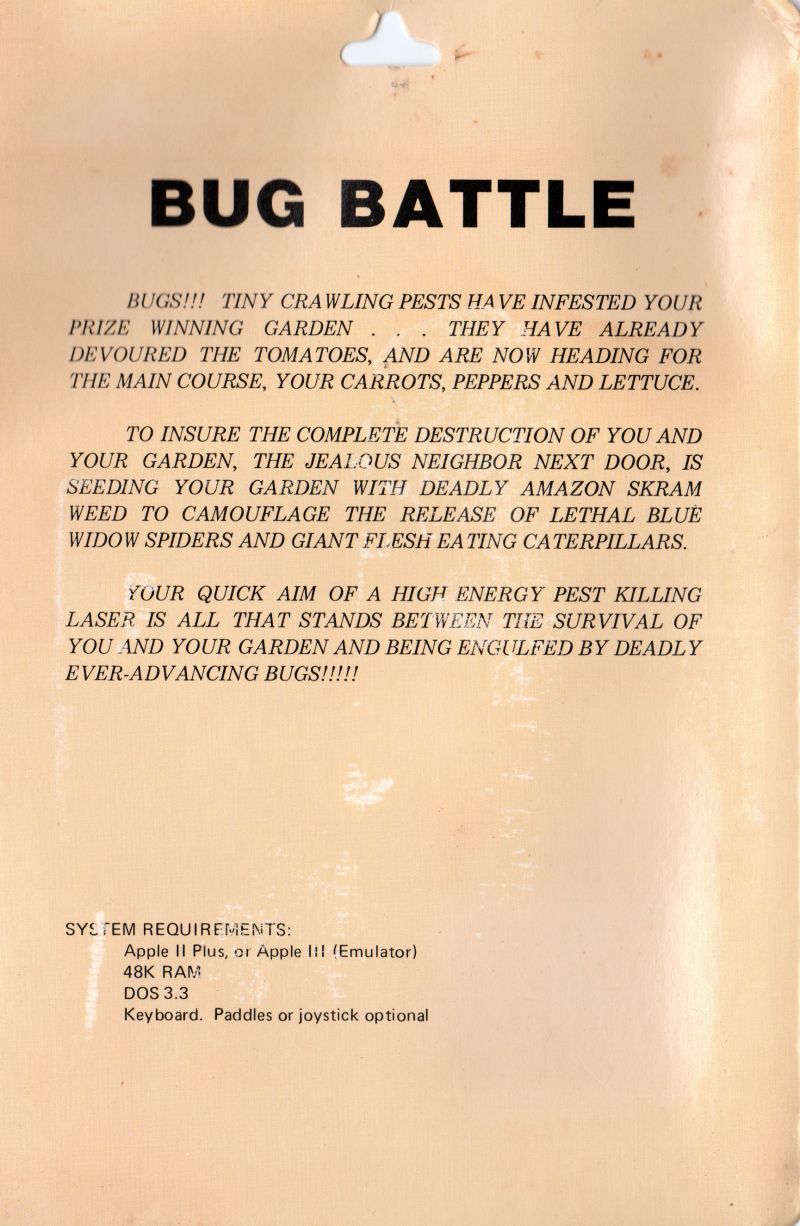 BUG BATTLE
BUGS!!! TINY CRAWLING PESTS HAVE INFESTED YOUR
PRIZE WINNING GARDEN . . . THEY HAVE ALREADY
DEVOURED THE TOMATOES, AND ARE NOW HEADING FOR
THE MAIN COURSE, YOUR CARROTS, PEPPERS AND LETTUCE.
TO INSURE THE COMPLETE DESTRUCTION OF YOU AND
YOUR GARDEN, THE JEALOUS NEIGHBOR NEXT DOOR, IS
SEEDING YOUR GARDEN WITH DEADLY AMAZON SKRAM
WEED TO CAMOUFLAGE THE RELEASE OF LETHAL BLUE
WIDOW SPIDERS AND GIANT FLESH EATING CATERPILLARS.
YOUR QUICK AIM OF A HIGH ENERGY PEST KILLING
LASER IS ALL THAT STANDS BETWEEN THE SURVIVAL OF
YOU AND YOUR GARDEN AND BEING ENGULFED BY DEADLY
EVER-ADVANCING BUGS!!!!!
SYSTEM REQUIREMENTS:
Apple II Plus, or Apple III (Emulator)
48K RAM
DOS 3.3
Keyboard. Paddles or joystick optional